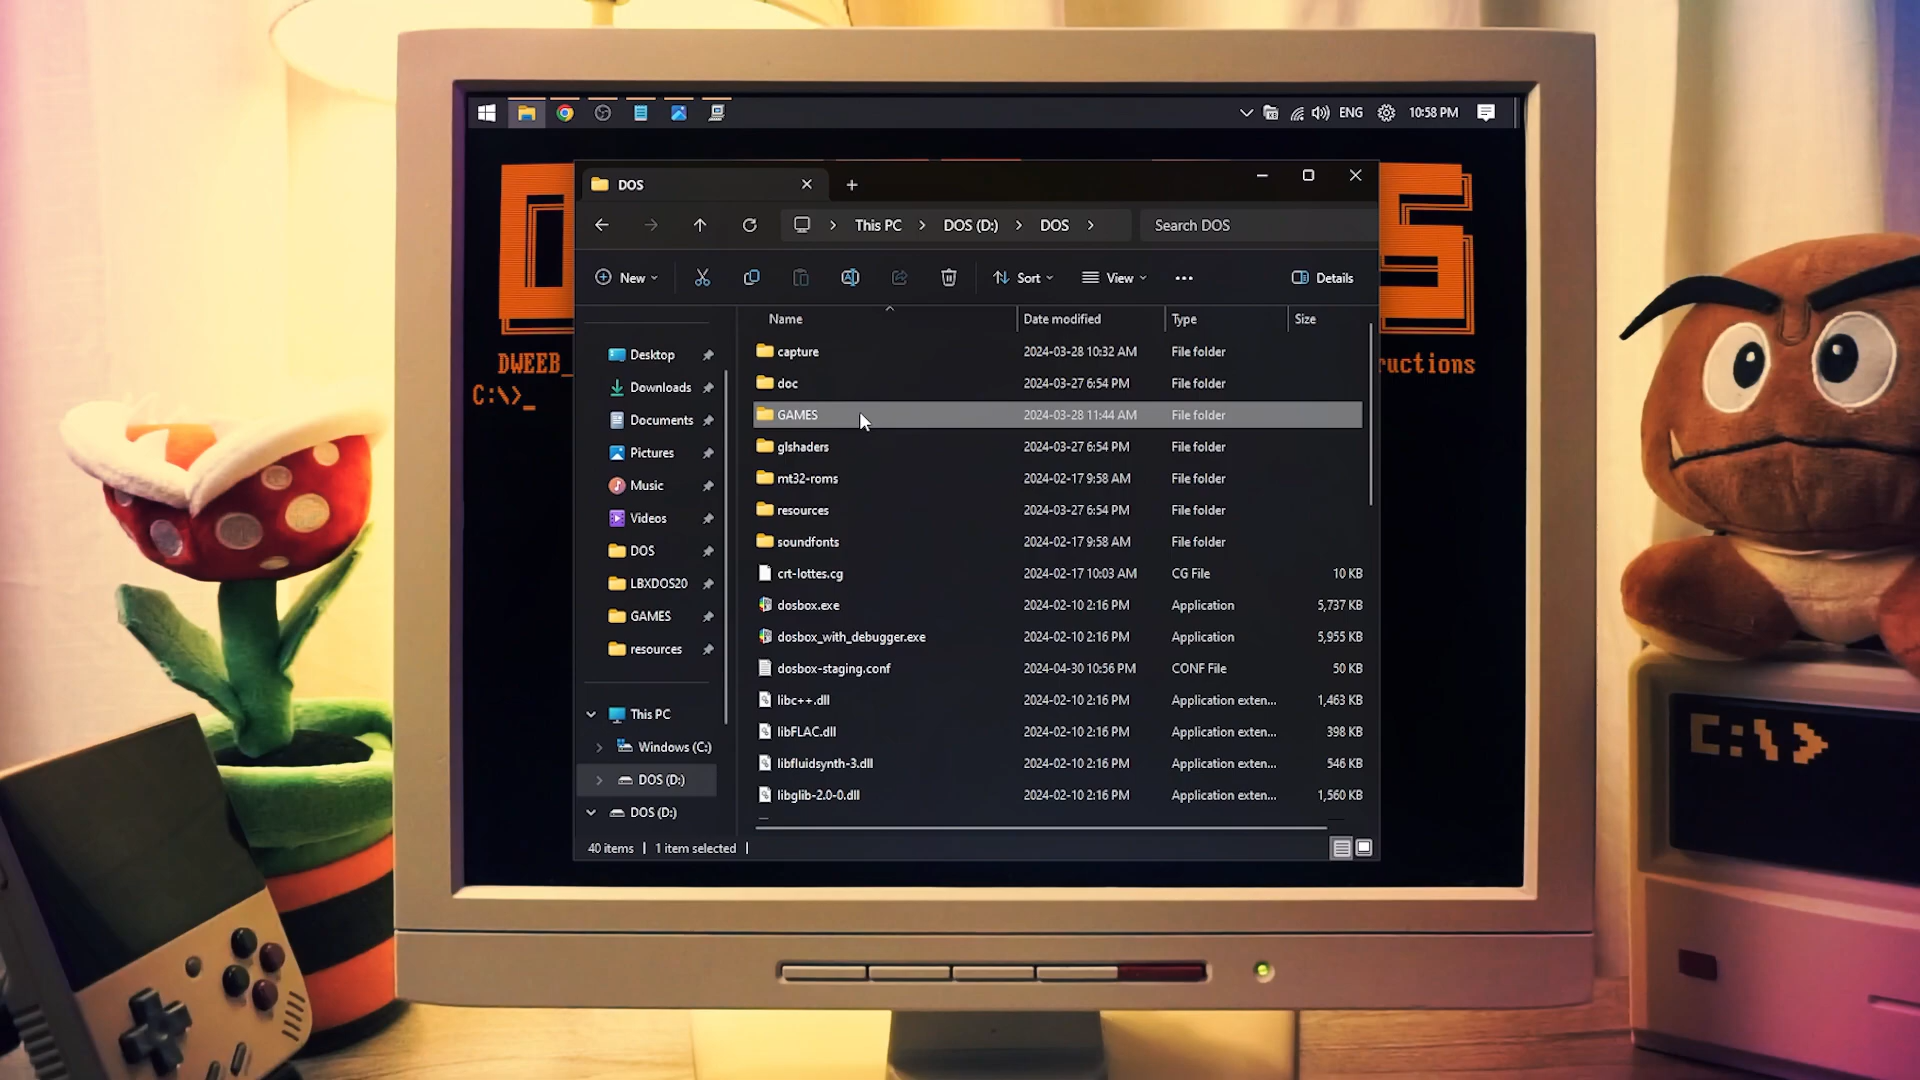 ENG 10:58 PM
DOS
This PC DOS (D:) DOS Search DOS
New Sort View ... Details
Name Date modified Type Size
Desktop
Downloads
Documents
Pictures
Music
Videos
DOS
LBXDOS20
GAMES
resources
This PC
Windows (C:)
DOS (D:)
DOS (D:)
capture 2024-03-28 10:32 AM File folder
doc 2024-03-27 6:54 PM File folder
GAMES 2024-03-28 11:44 AM File folder
glshaders 2024-03-27 6:54 PM File folder
mt32-roms 2024-02-17 9:58 AM File folder
resources 2024-03-27 6:54 PM File folder
soundfonts 2024-02-17 9:58 AM File folder
crt-lottes.cg 2024-02-17 10:03 AM CG File 10 KB
dosbox.exe 2024-02-10 2:16 PM Application 5,737 KB
dosbox_with_debugger.exe 2024-02-10 2:16 PM Application 5,955 KB
dosbox-staging.conf 2024-04-30 10:56 PM CONF File 50 KB
libc++.dll 2024-02-10 2:16 PM Application exten... 1,463 KB
libFLAC.dll 2024-02-10 2:16 PM Application exten... 398 KB
libfluidsynth-3.dll 2024-02-10 2:16 PM Application exten... 546 KB
libglib-2.0-0.dll 2024-02-10 2:16 PM Application exten... 1,560 KB
40 items | 1 item selected |
D S
DWEEB_ ructions
C:\>_
C:\>